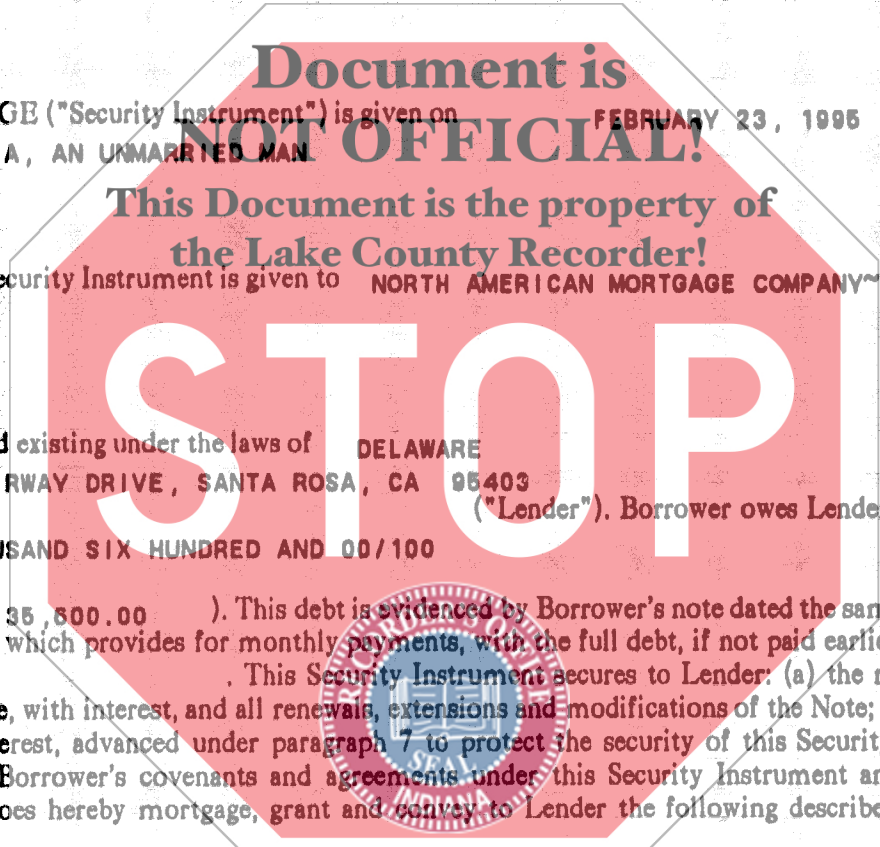 Document is
GE ("Security Instrument") is given on FEBRUARY 23, 1995
NOT OFFICIAL!
A, AN UNMARRIED MAN
This Document is the property of
the Lake County Recorder!
ecurity Instrument is given to NORTH AMERICAN MORTGAGE COMPANY~
STOP
d existing under the laws of DELAWARE
RWAY DRIVE, SANTA ROSA, CA 95403
("Lender"). Borrower owes Lende
USAND SIX HUNDRED AND 00/100
35,600.00 ). This debt is evidenced by Borrower's note dated the sam
which provides for monthly payments, with the full debt, if not paid earlie
. This Security Instrument secures to Lender: (a) the r
e, with interest, and all renewals, extensions and modifications of the Note;
erest, advanced under paragraph 7 to protect the security of this Securit
Borrower's covenants and agreements under this Security Instrument an
oes hereby mortgage, grant and convey to Lender the following describe
RECORDER'S OFFICE
SEAL
INDIANA